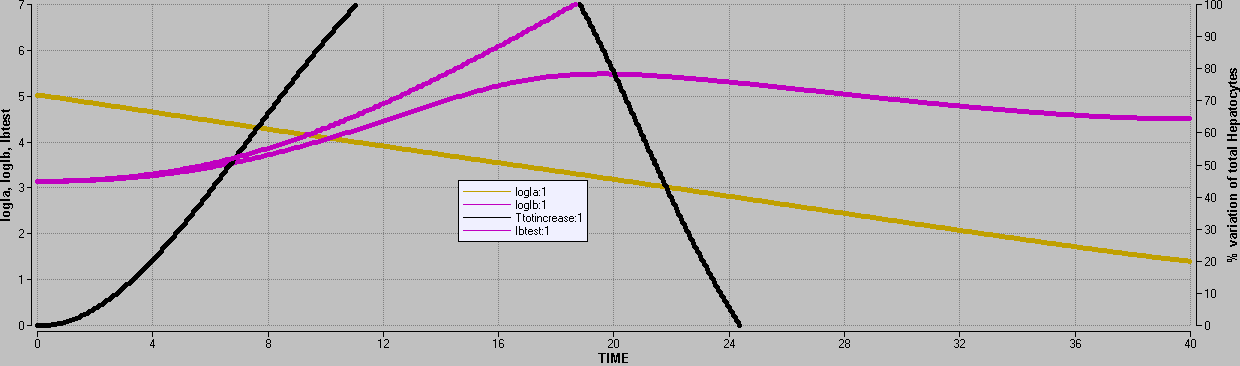 logIa, logIb, Ibtest
7
6
5
4
3
2
1
0
100
90
80
70
60
50
40
30
20
10
0
% variation of total Hepatocytes
logIa:1
logIb:1
Ttotincrease:1
Ibtest:1
0 4 8 12 16 20 24 28 32 36 40
TIME